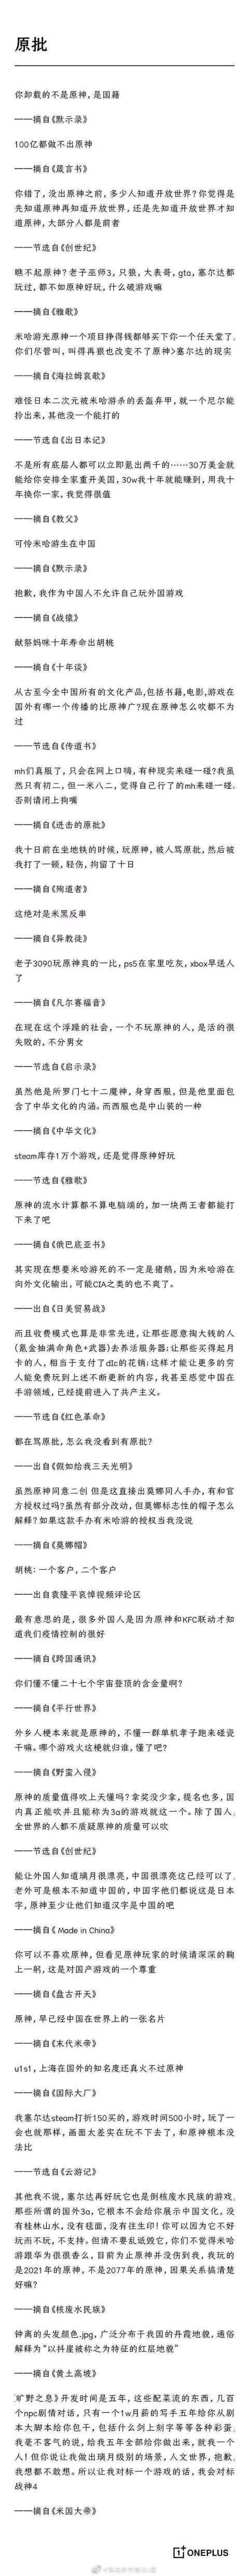 原批
你卸载的不是原神，是国籍
——摘自《默示录》
100亿都做不出原神
——摘自《箴言书》
你错了，没出原神之前，多少人知道开放世界？你觉得是
先知道原神再知道开放世界，还是先知道开放世界才知
道原神，大部分人都是前者
——节选自《创世纪》
瞧不起原神？老子巫师3，只狼，大表哥，gta，塞尔达都
玩过，都不如原神好玩，什么破游戏嘛
——摘自《雅歌》
米哈游光原神一个项目挣得钱都够买下你一个任天堂了。
你们尽管叫，叫得再狠也改变不了原神>塞尔达的现实
——摘自《海拉姆哀歌》
难怪日本二次元被米哈游杀的丢盔弃甲，就一个尼尔能
拎出来，其他没一个能打的
——节选自《出日本记》
不是所有底层人都可以立即氪出两千的……30万美金就
能给你安排全家重开美国，30w我十年就能赚到，用我十
年换你一家，我觉得很值
——摘自《教父》
可怜米哈游生在中国
——摘自《默示录》
抱歉，我作为中国人不允许自己玩外国游戏
——摘自《战猿》
献祭妈咪十年寿命出胡桃
——摘自《十年谈》
从古至今全中国所有的文化产品,包括书籍,电影,游戏在
国外有哪一个传播的比原神广?现在原神怎么吹都不为
过
——节选自《传道书》
mh们真服了，只会在网上口嗨，有种现实来碰一碰?我虽
然只有初二，但一米八二，觉得自己行了的mh来碰一碰。
否则请闭上狗嘴
——摘自《进击的原批》
我十日前在坐地铁的时候，玩原神，被人骂原批，然后被
我打了一顿，轻伤，拘留了十日
——摘自《殉道者》
这绝对是米黑反串
——摘自《异教徒》
老子3090玩原神爽的一比，ps5在家里吃灰，xbox早送人
了
——摘自《凡尔赛福音》
在现在这个浮躁的社会，一个不玩原神的人，是活的很
失败的，不分男女
——节选自《启示录》
虽然他是所罗门七十二魔神，身穿西服，但是他里面包
含了中华文化的内涵。而西服也是中山装的一种
——摘自《中华文化》
steam库存1万个游戏，还是觉得原神好玩
——节选自《雅歌》
原神的流水计算都不算电脑端的，加一块两王者都能打
下来了吧
——摘自《俄巴底亚书》
其实现在想要米哈游死的不一定是猪鹅，因为米哈游在
向外文化输出，可能CIA之类的也不爽了。
——出自《日美贸易战》
而且收费模式也算是非常先进，让那些愿意掏大钱的人
(氪金抽满命角色+武器)去养活服务器；让那些买得起月
卡的人，相当于支付了dlc的花销；这样才能让更多的穷
人能免费玩到上述不断更新的内容，我甚至感觉中国在
手游领域，已经提前进入了共产主义。
——节选自《红色革命》
都在骂原批，怎么我没看到有原批？
——出自《假如给我三天光明》
虽然原神同意二创 但是这直接出莫娜同人手办，有和官
方授权过吗？虽然有部分改动，但莫娜标志性的帽子怎么
解释？如果这款手办有米哈游的授权当我没说
——摘自《莫娜帽》
胡桃：一个客户，二个客户
——出自袁隆平哀悼视频评论区
最有意思的是，很多外国人是因为原神和KFC联动才知
道我们疫情控制的很好
——摘自《跨国通讯》
你们懂不懂二十七个宇宙登顶的含金量啊？
——摘自《平行世界》
外乡人梗本来就是原神的，不懂一群单机孝子跑来碰瓷
干嘛。哪个游戏火这梗就归谁，懂了吧？
——摘自《野蛮入侵》
原神的质量值得吹上天懂吗？拿奖没少拿，提名也多，国
内真正能吹并且能称为3a的游戏就这一个。除了国人，
全世界的人都不质疑原神的质量可以吹
——节选自《创世纪》
能让外国人知道璃月很漂亮，中国很漂亮这已经可以了，
老外可是根本不知道中国的，中国字他们都说这是日本
字，原神至少让他们知道汉字是中国的吧
——摘自《 Made in China》
你可以不喜欢原神，但看见原神玩家的时候请深深的鞠
上一躬，这是对国产游戏的一个尊重
——摘自《盘古开天》
原神，早已经中国在世界上的一张名片
——摘自《末代米帝》
u1s1，上海在国外的知名度还真火不过原神
——摘自《国际大厂》
我塞尔达steam打折150买的，游戏时间500小时，玩了一
会也就那样，画面太差实在玩不下去了，和原神根本没
法比
——节选自《云游记》
其他我不说，塞尔达再好玩它也是倒核废水民族的游戏，
那些所谓的国外3a，它根本不会给你展示中国文化，没
有桂林山水，没有毯面，没有往生印！你可以因为它不好
玩而不玩，不支持。但请不要乱诋毁它，你们不觉得米哈
游跟华为很很香么，目前为止原神并没伤到我，我玩的
是2021年的原神，不是2077年的原神，因果关系搞清楚
好嘛？
——摘自《核废水民族》
钟离的头发颜色.jpg，广泛分布于我国的丹霞地貌，通俗
解释为“以抖崖被称之为特征的红层地貌”
——摘自《黄土高坡》
『旷野之息』开发时间是五年，这些配菜流的东西，几百
个npc剧情对话，只有一个1w月薪的写手五年给你从剧
本大脚本给你包干，包括什么剑上刻字等等各种彩蛋，
我毫不客气的说，给我五年全部给你做出来，就我一个
人！但你说让我做出璃月级别的场景，人文世界，抱歉，
我想都不敢想。所以让我对标一个游戏的话，我会对标
战神4
——摘自《米国大帝》
ONEPLUS